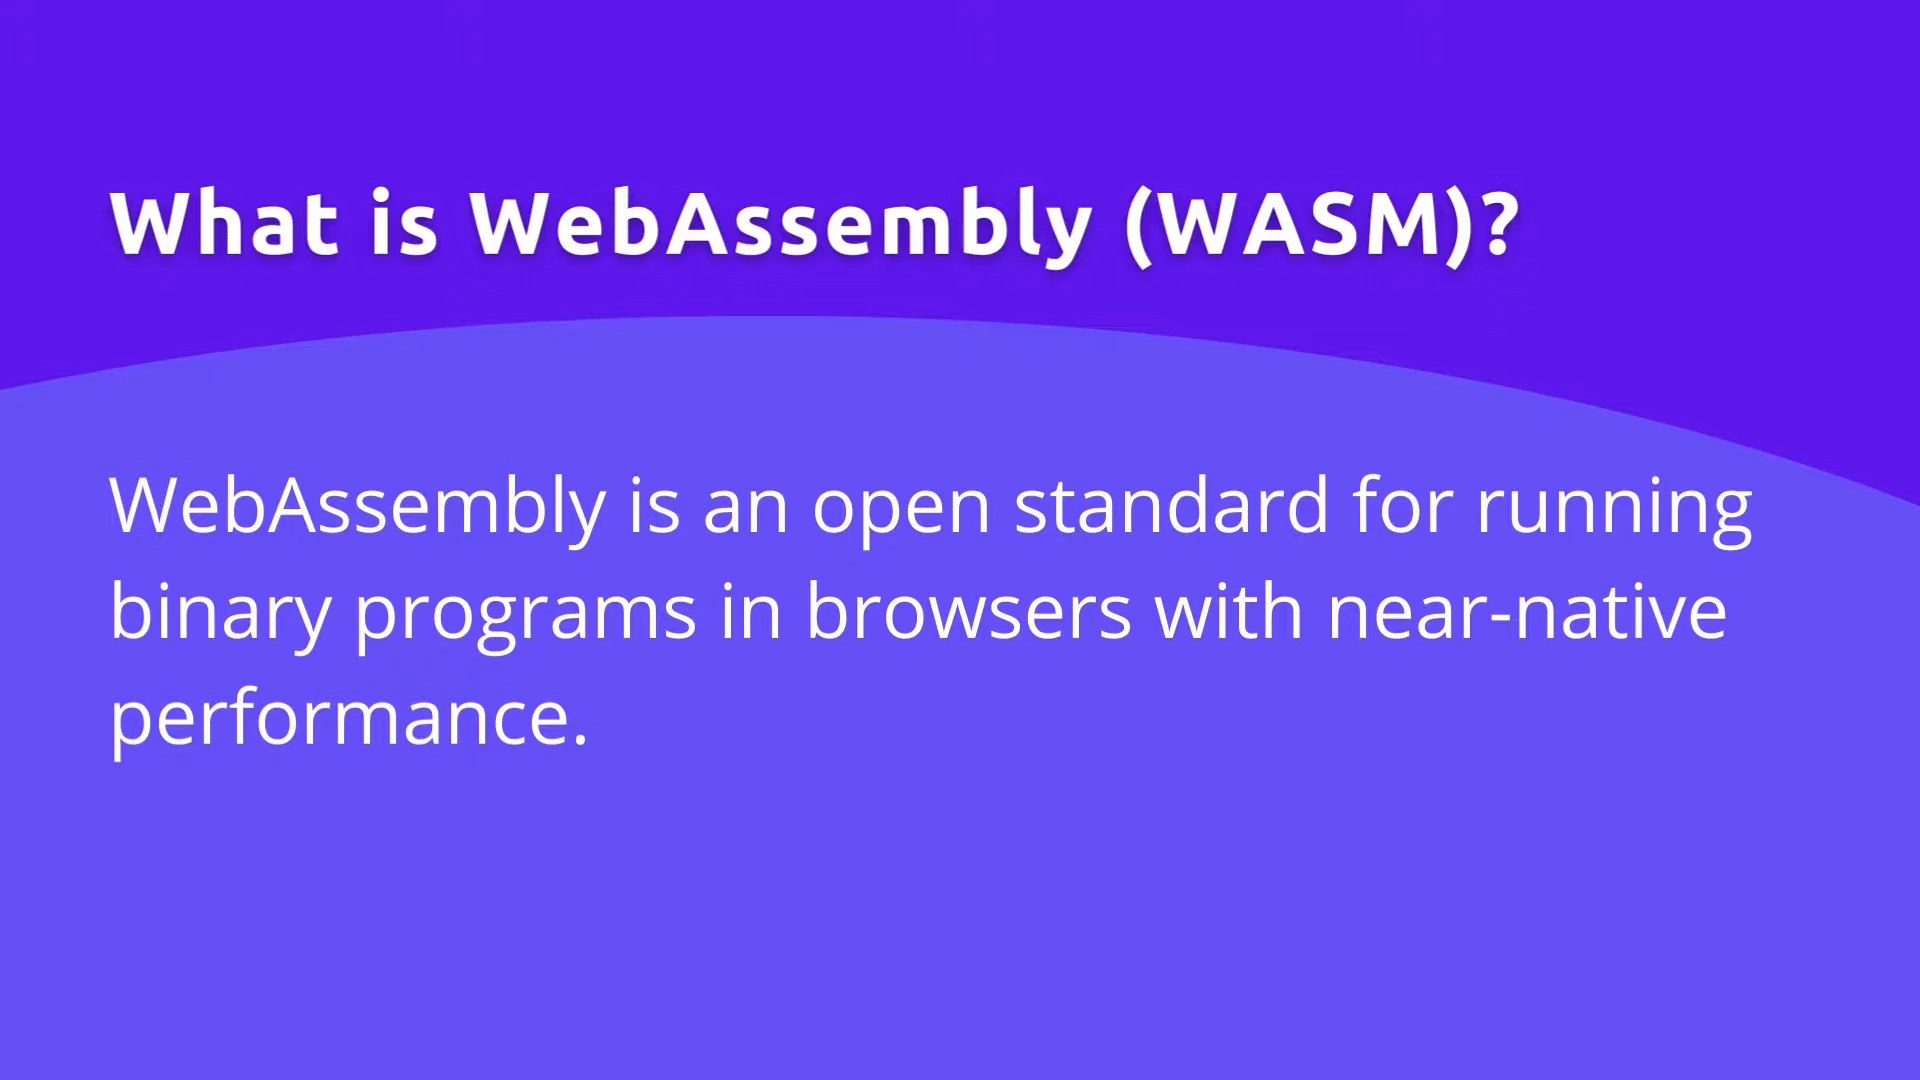 What is WebAssembly (WASM)?
WebAssembly is an open standard for running
binary programs in browsers with near-native
performance.